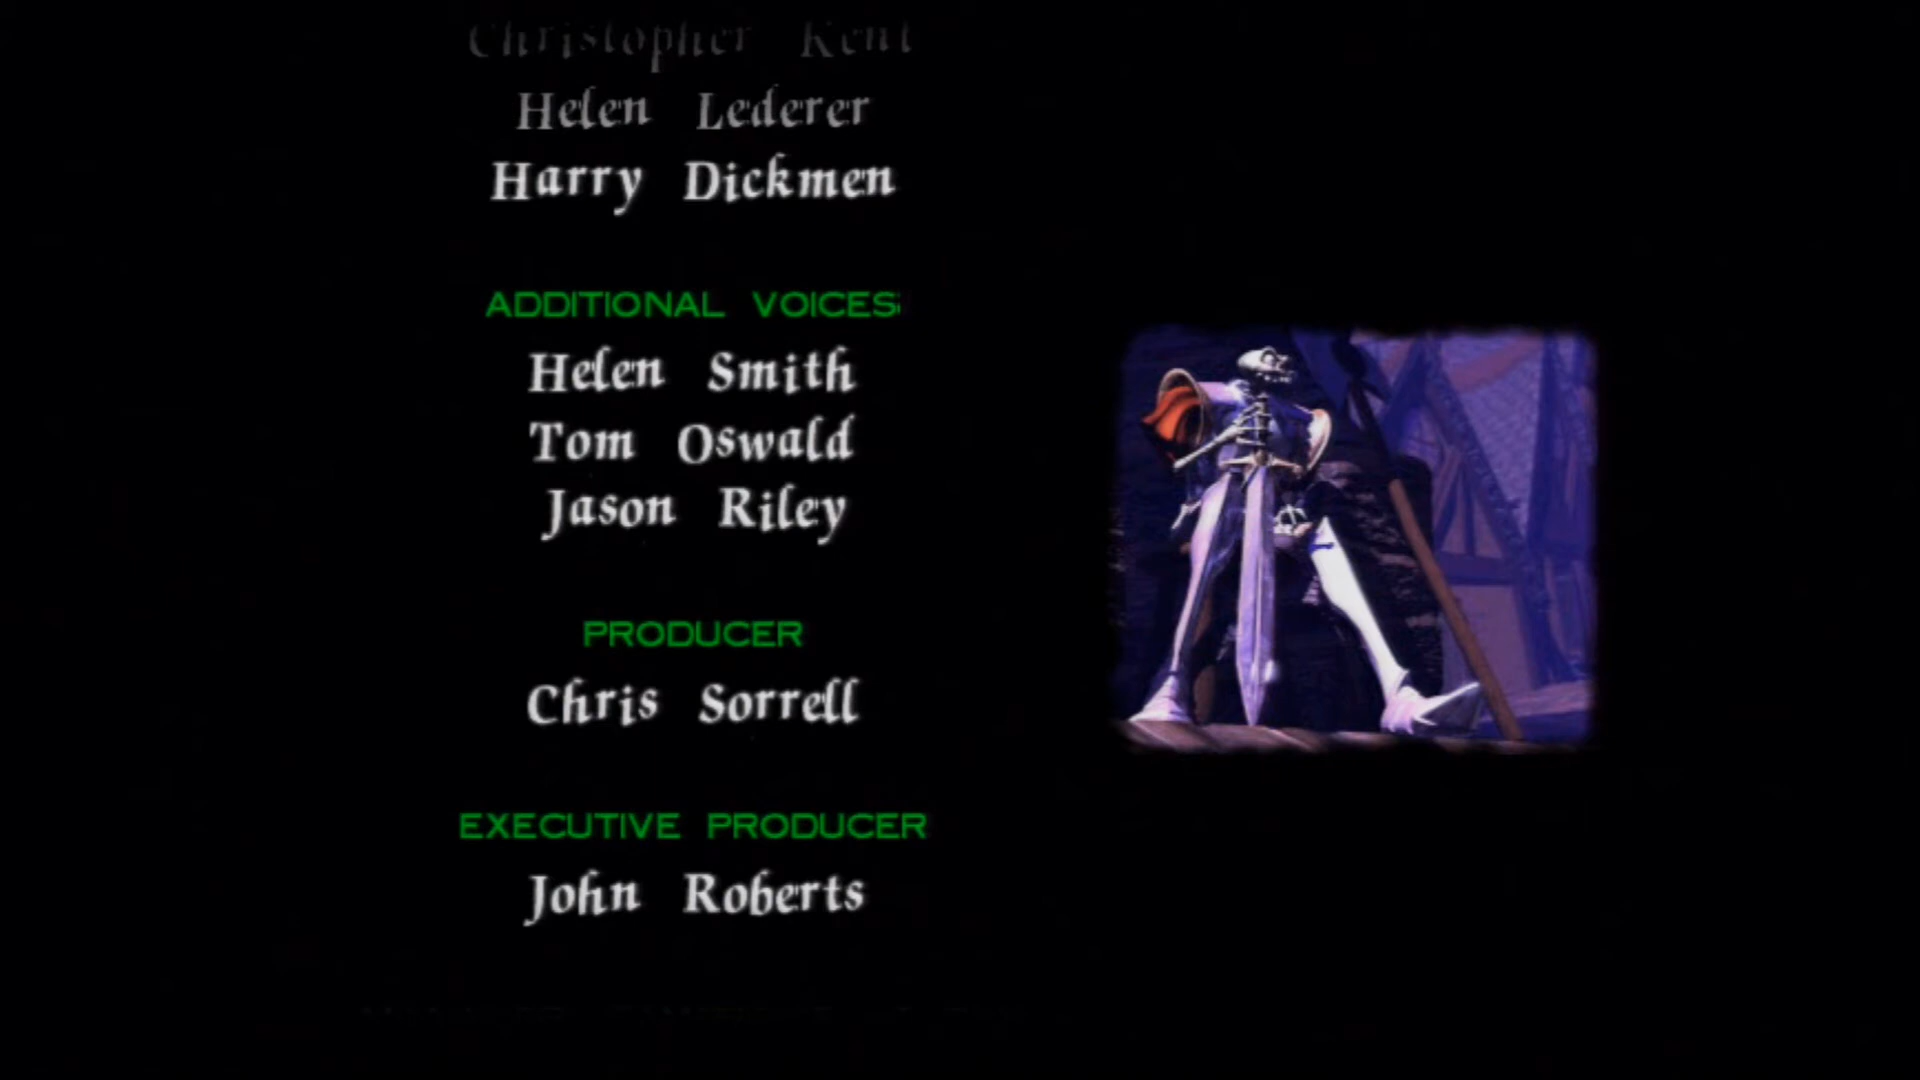 Christopher Kent
Helen Lederer
Harry Dickmen
ADDITIONAL VOICES:
Helen Smith
Tom Oswald
Jason Riley
PRODUCER
Chris Sorrell
EXECUTIVE PRODUCER
John Roberts